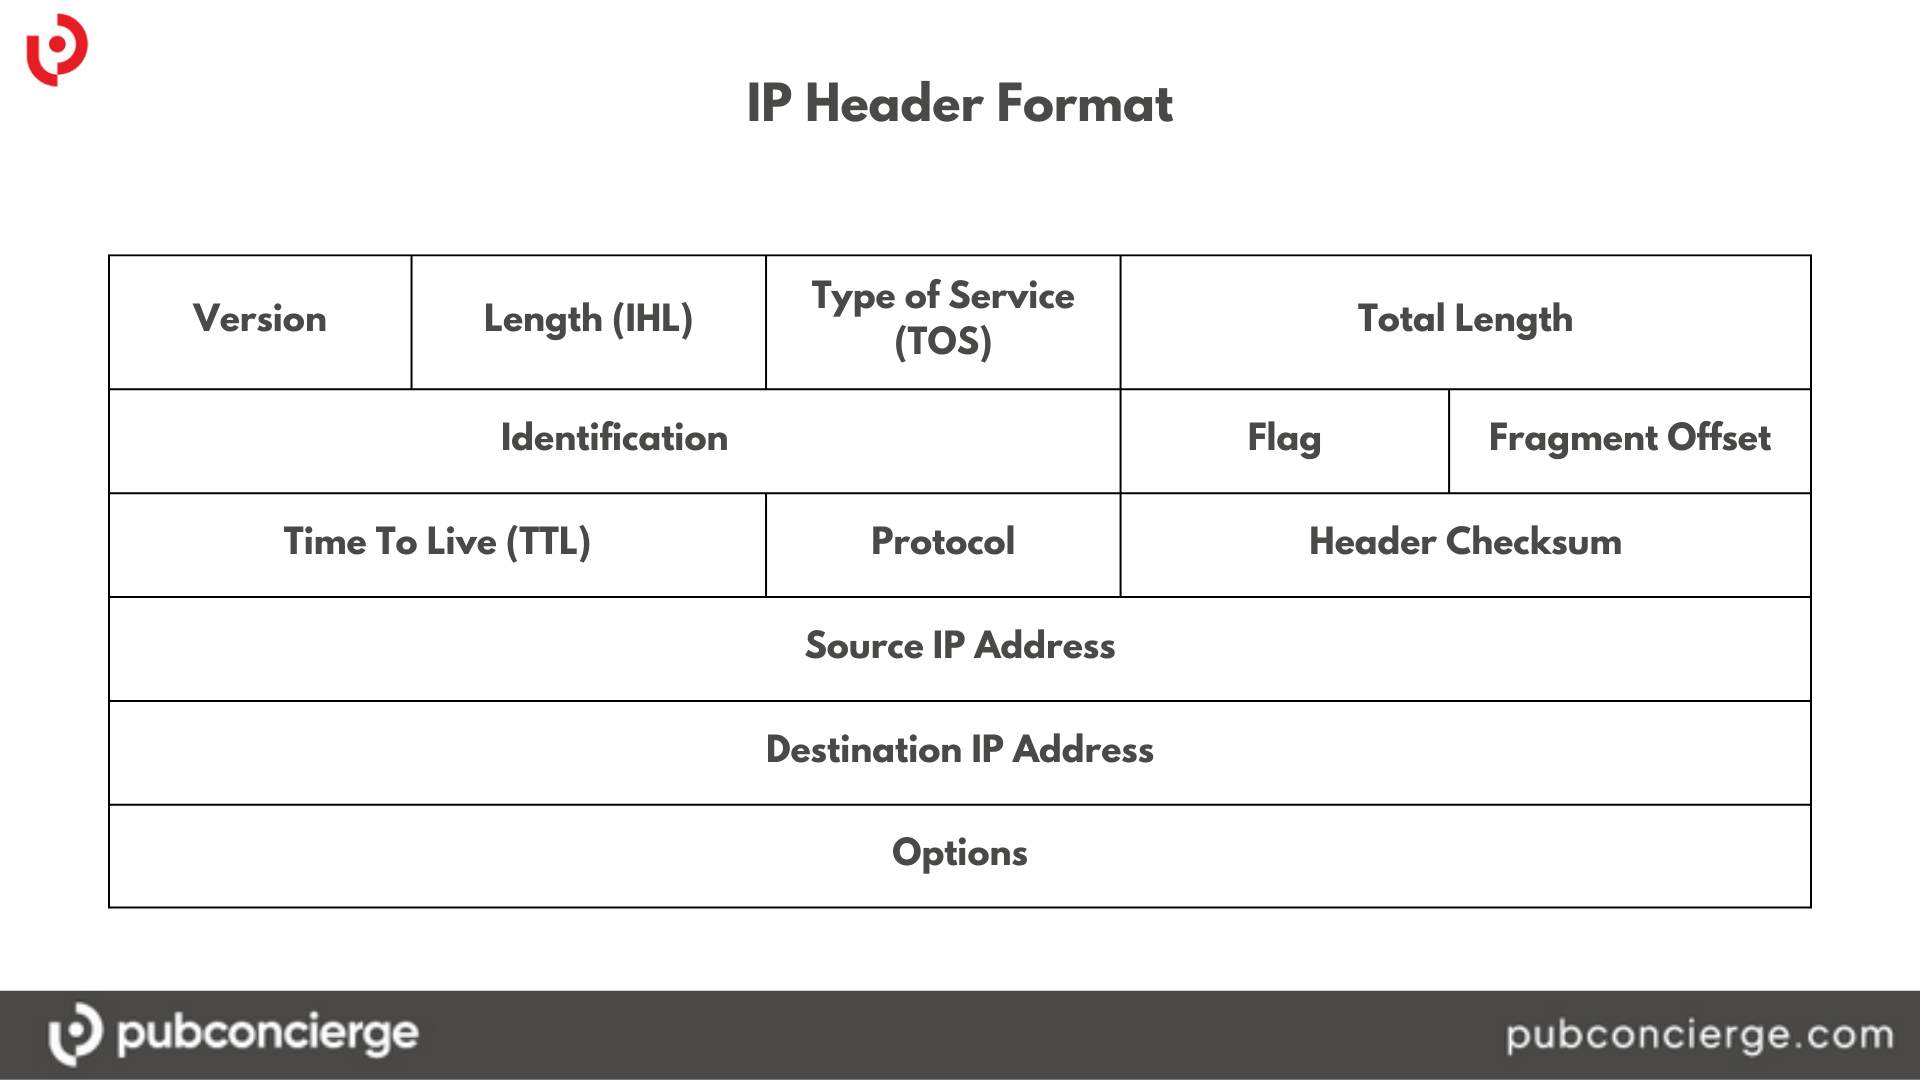 IP Header Format
Version
Length (IHL)
Type of Service
(TOS)
Total Length
Identification
Flag
Fragment Offset
Time To Live (TTL)
Protocol
Header Checksum
Source IP Address
Destination IP Address
Options
pubconcierge
pubconcierge.com